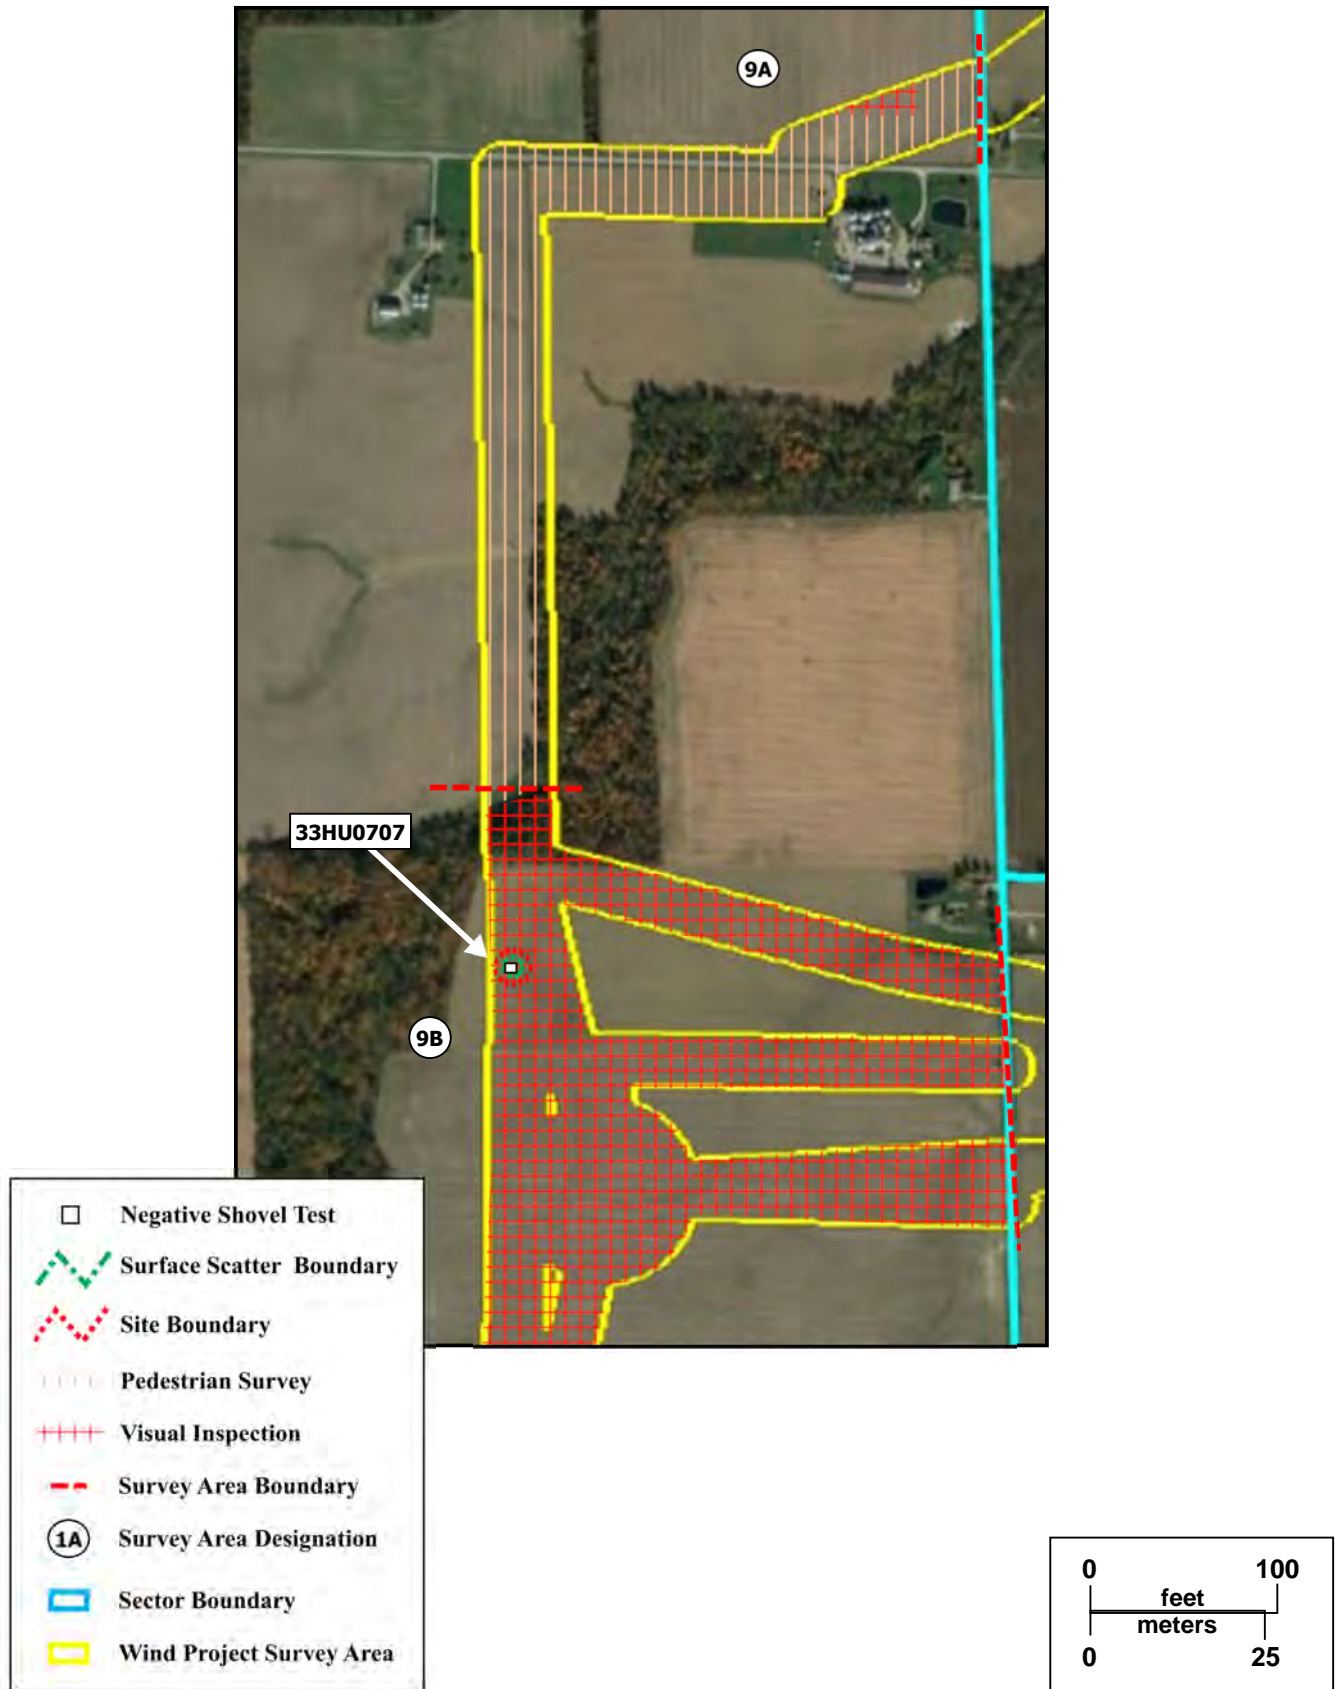 9A
33HU0707
9B
Negative Shovel Test
Surface Scatter Boundary
Site Boundary
Pedestrian Survey
Visual Inspection
Survey Area Boundary
1A Survey Area Designation
Sector Boundary
Wind Project Survey Area
0 100
feet
meters
0 25